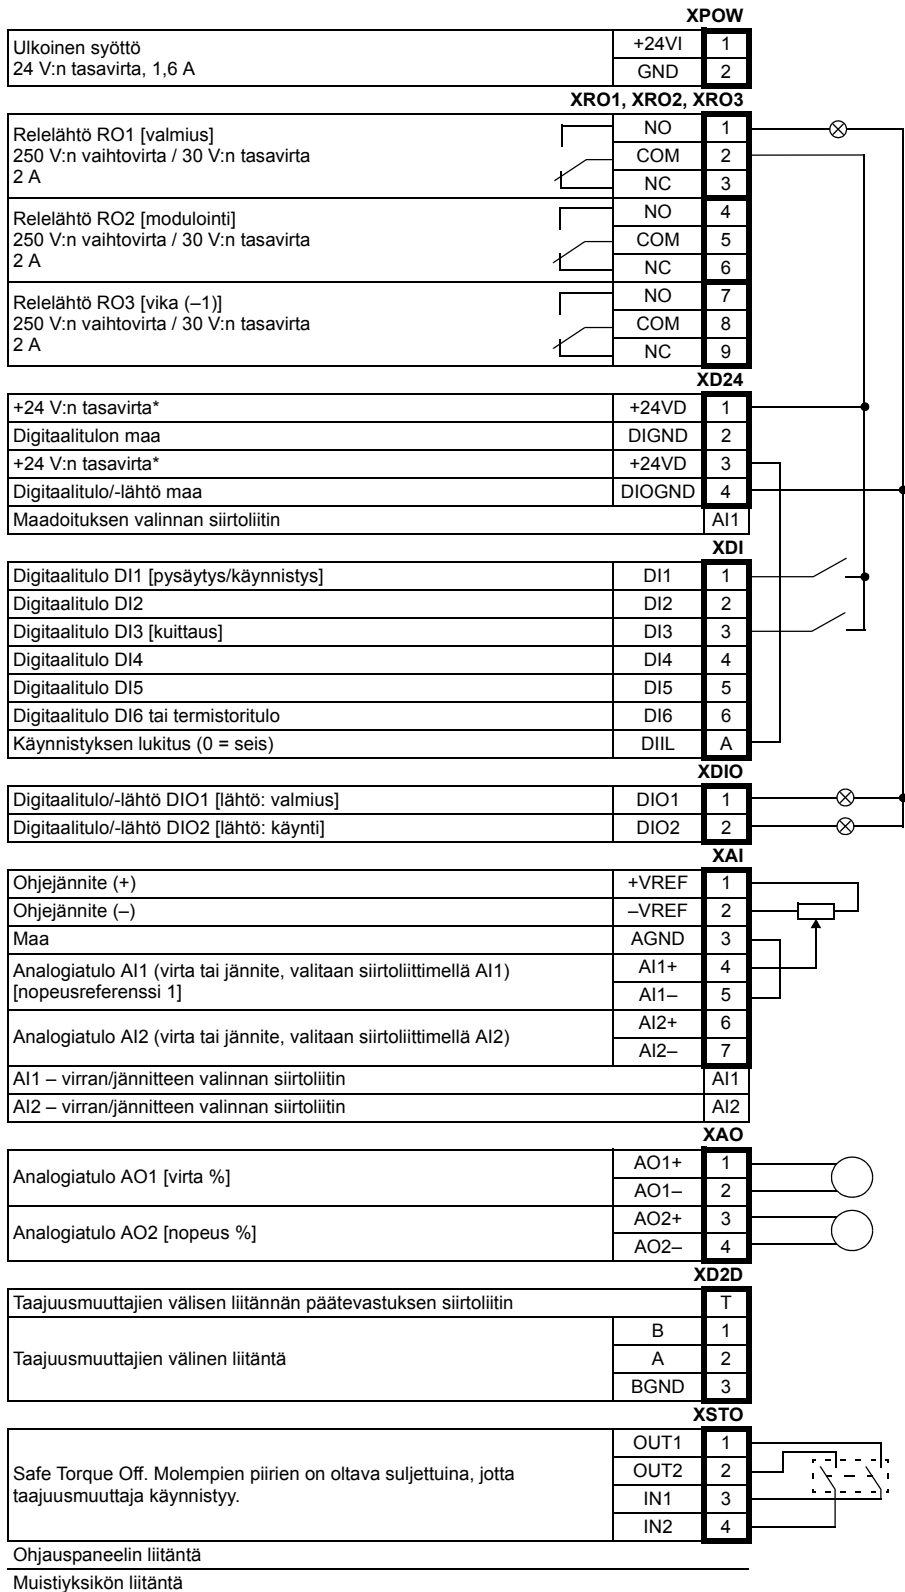 XPOW
Ulkoinen syöttö
24 V:n tasavirta, 1,6 A
+24VI 1
GND 2
XRO1, XRO2, XRO3
Relelähtö RO1 [valmius]
250 V:n vaihtovirta / 30 V:n tasavirta
2 A
NO 1
COM 2
NC 3
Relelähtö RO2 [modulointi]
250 V:n vaihtovirta / 30 V:n tasavirta
2 A
NO 4
COM 5
NC 6
Relelähtö RO3 [vika (–1)]
250 V:n vaihtovirta / 30 V:n tasavirta
2 A
NO 7
COM 8
NC 9
XD24
+24 V:n tasavirta* +24VD 1
Digitaalitulon maa DIGND 2
+24 V:n tasavirta* +24VD 3
Digitaalitulo/-lähtö maa DIOGND 4
Maadoituksen valinnan siirtoliitin AI1
XDI
Digitaalitulo DI1 [pysäytys/käynnistys] DI1 1
Digitaalitulo DI2 DI2 2
Digitaalitulo DI3 [kuittaus] DI3 3
Digitaalitulo DI4 DI4 4
Digitaalitulo DI5 DI5 5
Digitaalitulo DI6 tai termistoritulo DI6 6
Käynnistyksen lukitus (0 = seis) DIIL A
XDIO
Digitaalitulo/-lähtö DIO1 [lähtö: valmius] DIO1 1
Digitaalitulo/-lähtö DIO2 [lähtö: käynti] DIO2 2
XAI
Ohjejännite (+) +VREF 1
Ohjejännite (–) –VREF 2
Maa AGND 3
Analogiatulo AI1 (virta tai jännite, valitaan siirtoliittimellä AI1)
[nopeusreferenssi 1]
AI1+ 4
AI1– 5
Analogiatulo AI2 (virta tai jännite, valitaan siirtoliittimellä AI2)
AI2+ 6
AI2– 7
AI1 – virran/jännitteen valinnan siirtoliitin AI1
AI2 – virran/jännitteen valinnan siirtoliitin AI2
XAO
Analogiatulo AO1 [virta %]
AO1+ 1
AO1– 2
Analogiatulo AO2 [nopeus %]
AO2+ 3
AO2– 4
XD2D
Taajuusmuuttajien välisen liitännän päätevastuksen siirtoliitin T
Taajuusmuuttajien välinen liitäntä
B 1
A 2
BGND 3
XSTO
Safe Torque Off. Molempien piirien on oltava suljettuina, jotta
taajuusmuuttaja käynnistyy.
OUT1 1
OUT2 2
IN1 3
IN2 4
Ohjauspaneelin liitäntä
Muistiyksikön liitäntä